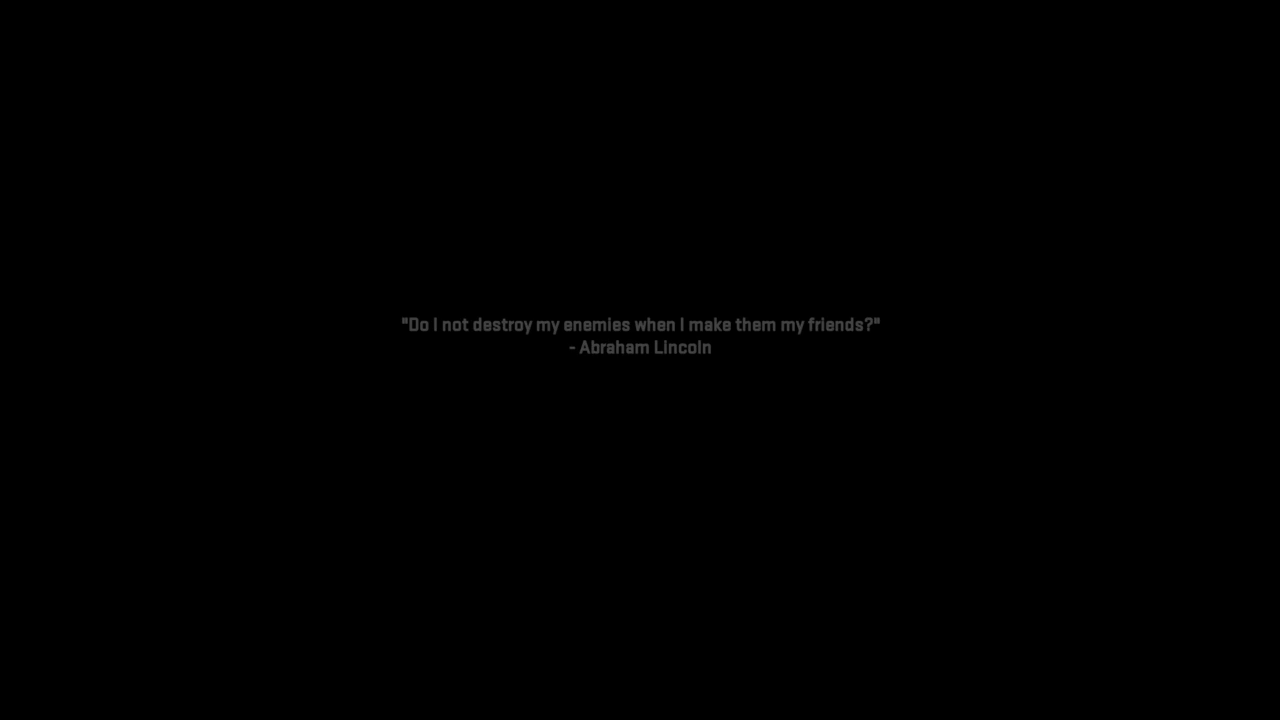 "Do I not destroy my enemies when I make them my friends?"
- Abraham Lincoln